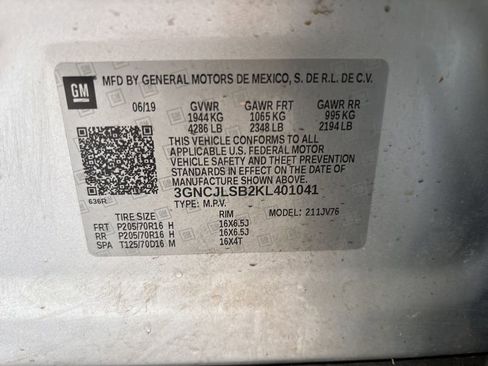 GM
MFD BY GENERAL MOTORS DE MEXICO, S. DE R.L. DE C.V.
06/19 GVWR GAWR FRT GAWR RR
1944 KG 1065 KG 995 KG
4286 LB 2348 LB 2194 LB
THIS VEHICLE CONFORMS TO ALL
APPLICABLE U.S. FEDERAL MOTOR
VEHICLE SAFETY AND THEFT PREVENTION
STANDARDS IN EFFECT ON THE DATE OF
MANUFACTURE SHOWN ABOVE.
3GNCJLSB2KL401041
636R TYPE: M.P.V. MODEL: 211JV76
TIRE SIZE RIM
FRT P205/70R16 H 16X6.5J
RR P205/70R16 H 16X6.5J
SPA T125/70D16 M 16X4T